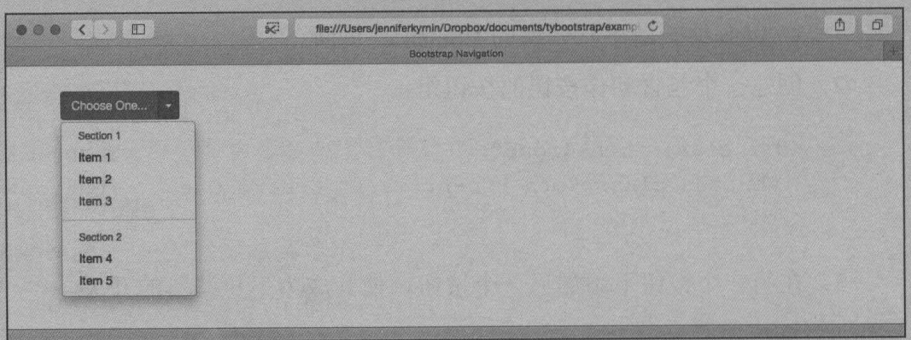 file:///Users/jenniferkymin/Dropbox/documents/tybootstrap/exampl
Bootstrap Navigation
Choose One...
Section 1
Item 1
Item 2
Item 3
Section 2
Item 4
Item 5